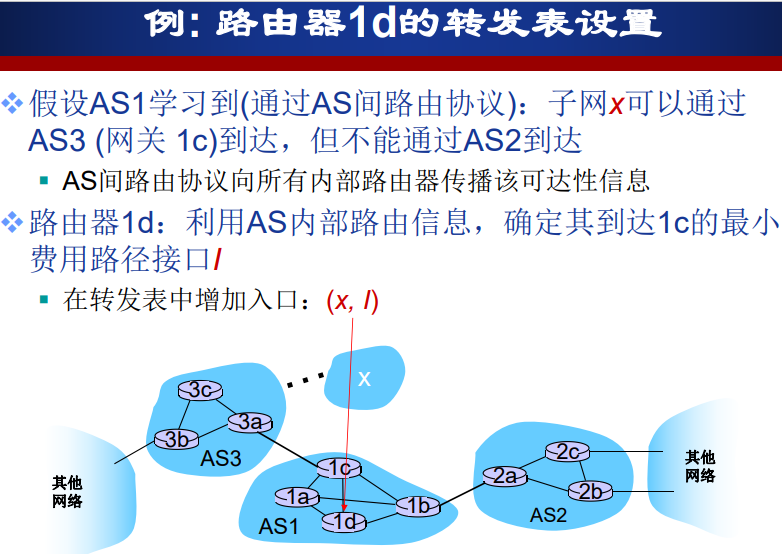 例: 路由器1d的转发表设置
假设AS1学习到(通过AS间路由协议)：子网x可以通过
AS3 (网关 1c)到达，但不能通过AS2到达
AS间路由协议向所有内部路由器传播该可达性信息
路由器1d：利用AS内部路由信息，确定其到达1c的最小
费用路径接口I
在转发表中增加入口：(x, I)
x
3c
3a
3b
AS3
其他
网络
1c
1a
1b
1d
AS1
2c
2a
2b
AS2
其他
网络